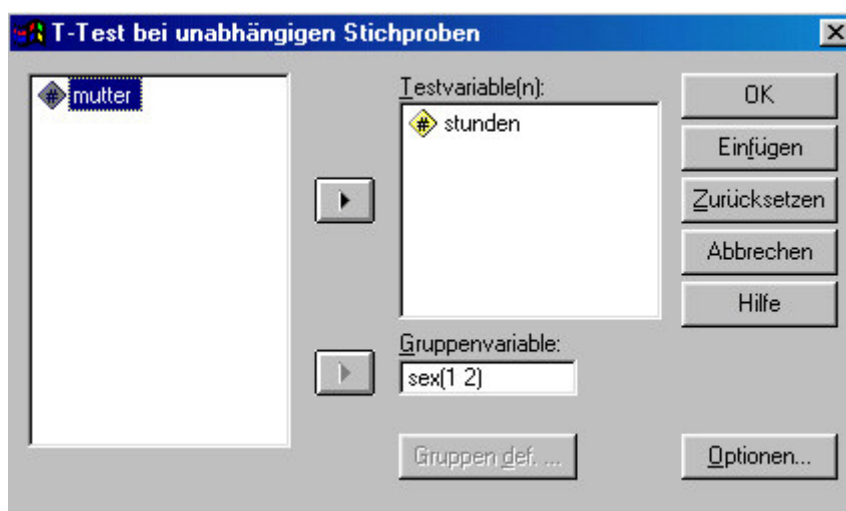 T-Test bei unabhängigen Stichproben
mutter
Testvariable(n):
stunden
Gruppenvariable:
sex(1 2)
Gruppen def. ...
OK
Einfügen
Zurücksetzen
Abbrechen
Hilfe
Optionen...